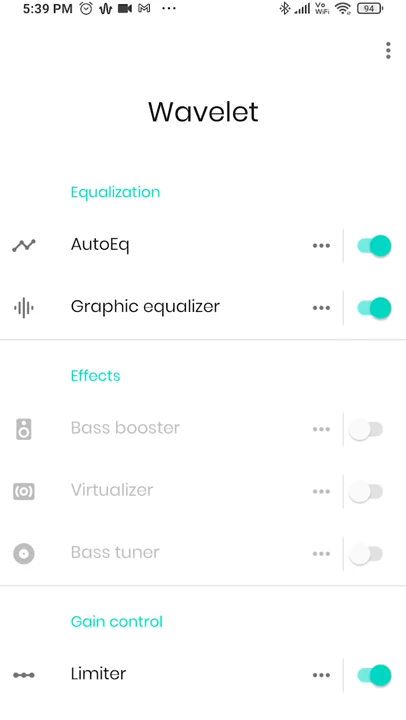 5:39 PM ... Vo WiFi 94
Wavelet
Equalization
AutoEq
Graphic equalizer
Effects
Bass booster
Virtualizer
Bass tuner
Gain control
Limiter